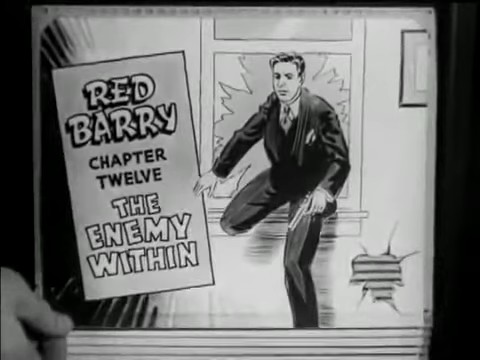 RED
BARRY
CHAPTER
TWELVE
THE
ENEMY
WITHIN